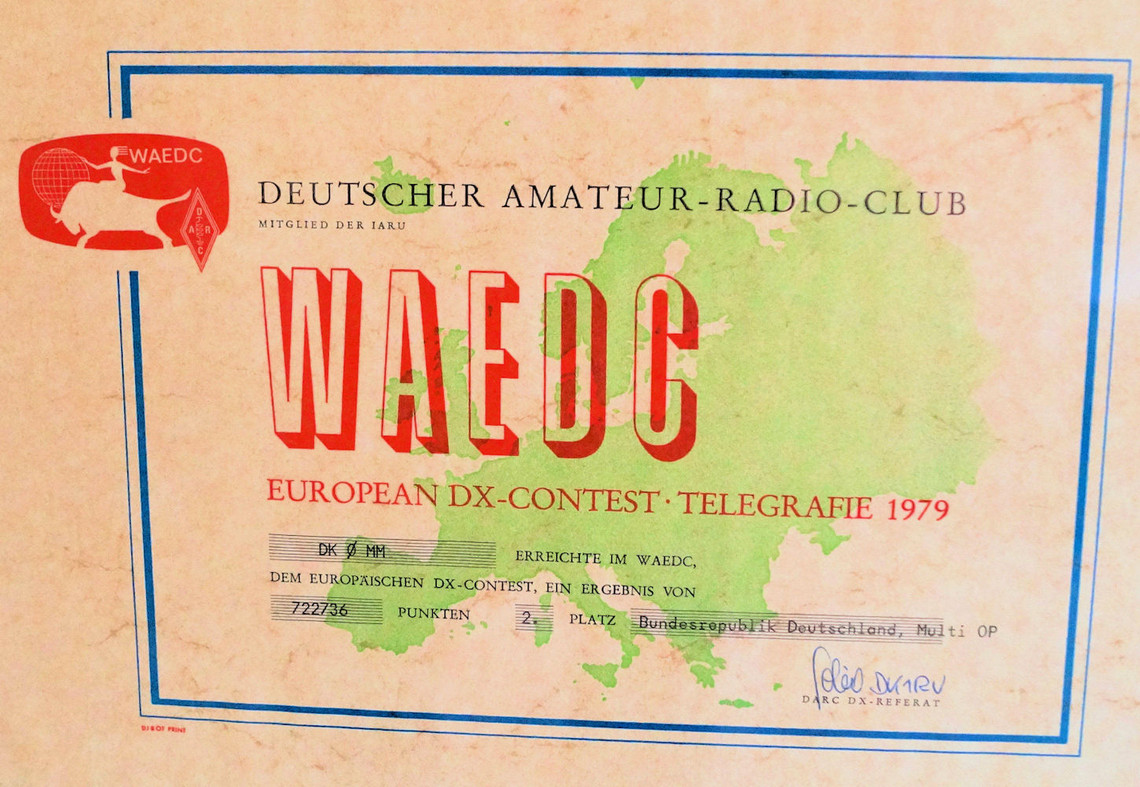 WAEDC
DARC
DEUTSCHER AMATEUR-RADIO-CLUB
MITGLIED DER IARU
WAEDC
EUROPEAN DX-CONTEST · TELEGRAFIE 1979
DK Ø MM ERREICHTE IM WAEDC,
DEM EUROPÄISCHEN DX-CONTEST, EIN ERGEBNIS VON
722736 PUNKTEN 2. PLATZ Bundesrepublik Deutschland, Multi OP
DK1RV
DARC DX-REFERAT
PRINT